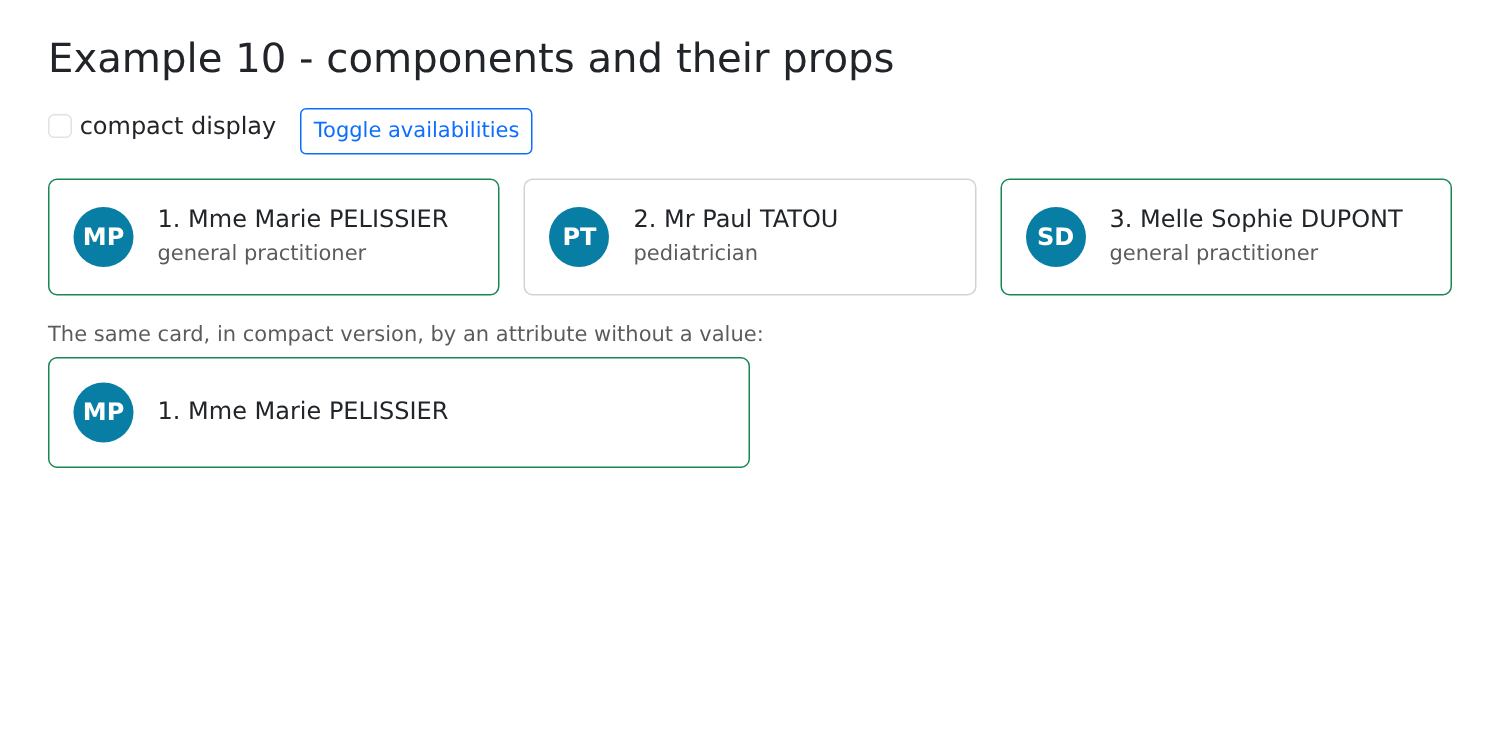 Example 10 - components and their props
compact display
Toggle availabilities
MP
1. Mme Marie PELISSIER
general practitioner
PT
2. Mr Paul TATOU
pediatrician
SD
3. Melle Sophie DUPONT
general practitioner
The same card, in compact version, by an attribute without a value:
MP
1. Mme Marie PELISSIER